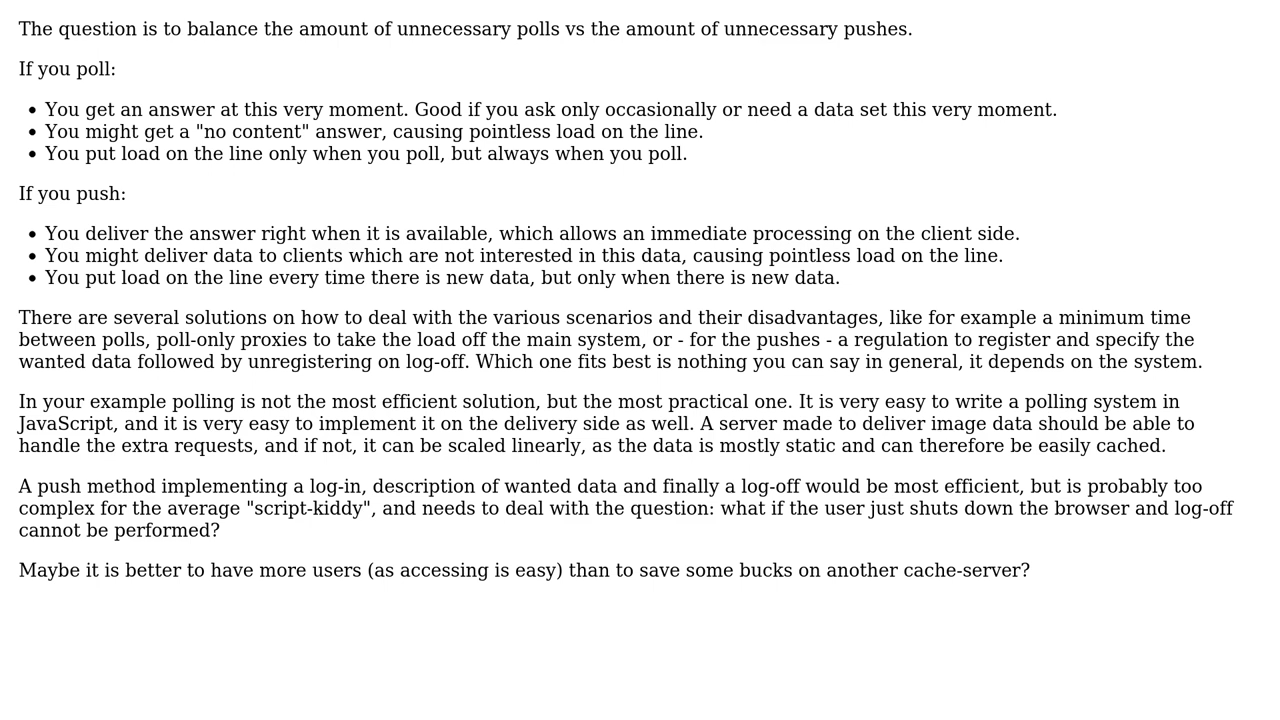 The question is to balance the amount of unnecessary polls vs the amount of unnecessary pushes.
If you poll:
• You get an answer at this very moment. Good if you ask only occasionally or need a data set this very moment.
• You might get a "no content" answer, causing pointless load on the line.
• You put load on the line only when you poll, but always when you poll.
If you push:
• You deliver the answer right when it is available, which allows an immediate processing on the client side.
• You might deliver data to clients which are not interested in this data, causing pointless load on the line.
• You put load on the line every time there is new data, but only when there is new data.
There are several solutions on how to deal with the various scenarios and their disadvantages, like for example a minimum time
between polls, poll-only proxies to take the load off the main system, or - for the pushes - a regulation to register and specify the
wanted data followed by unregistering on log-off. Which one fits best is nothing you can say in general, it depends on the system.
In your example polling is not the most efficient solution, but the most practical one. It is very easy to write a polling system in
JavaScript, and it is very easy to implement it on the delivery side as well. A server made to deliver image data should be able to
handle the extra requests, and if not, it can be scaled linearly, as the data is mostly static and can therefore be easily cached.
A push method implementing a log-in, description of wanted data and finally a log-off would be most efficient, but is probably too
complex for the average "script-kiddy", and needs to deal with the question: what if the user just shuts down the browser and log-off
cannot be performed?
Maybe it is better to have more users (as accessing is easy) than to save some bucks on another cache-server?